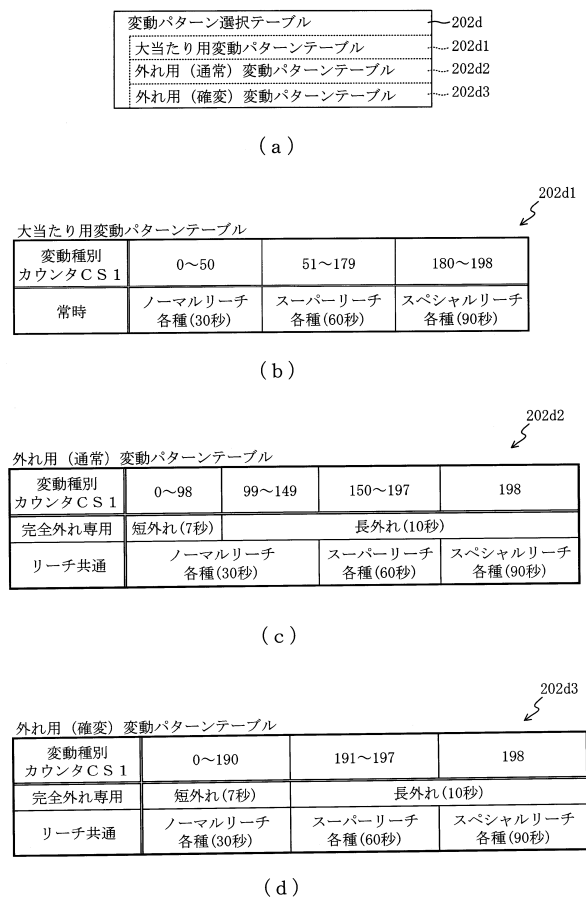 変動パターン選択テーブル 202d
大当たり用変動パターンテーブル 202d1
外れ用（通常）変動パターンテーブル 202d2
外れ用（確変）変動パターンテーブル 202d3
(a)
202d1
大当たり用変動パターンテーブル
変動種別
カウンタCS1 0～50 51～179 180～198
常時 ノーマルリーチ スーパーリーチ スペシャルリーチ
各種(30秒) 各種(60秒) 各種(90秒)
(b)
202d2
外れ用（通常）変動パターンテーブル
変動種別
カウンタCS1 0～98 99～149 150～197 198
完全外れ専用 短外れ(7秒) 長外れ(10秒)
リーチ共通 ノーマルリーチ スーパーリーチ スペシャルリーチ
各種(30秒) 各種(60秒) 各種(90秒)
(c)
202d3
外れ用（確変）変動パターンテーブル
変動種別
カウンタCS1 0～190 191～197 198
完全外れ専用 短外れ(7秒) 長外れ(10秒)
リーチ共通 ノーマルリーチ スーパーリーチ スペシャルリーチ
各種(30秒) 各種(60秒) 各種(90秒)
(d)